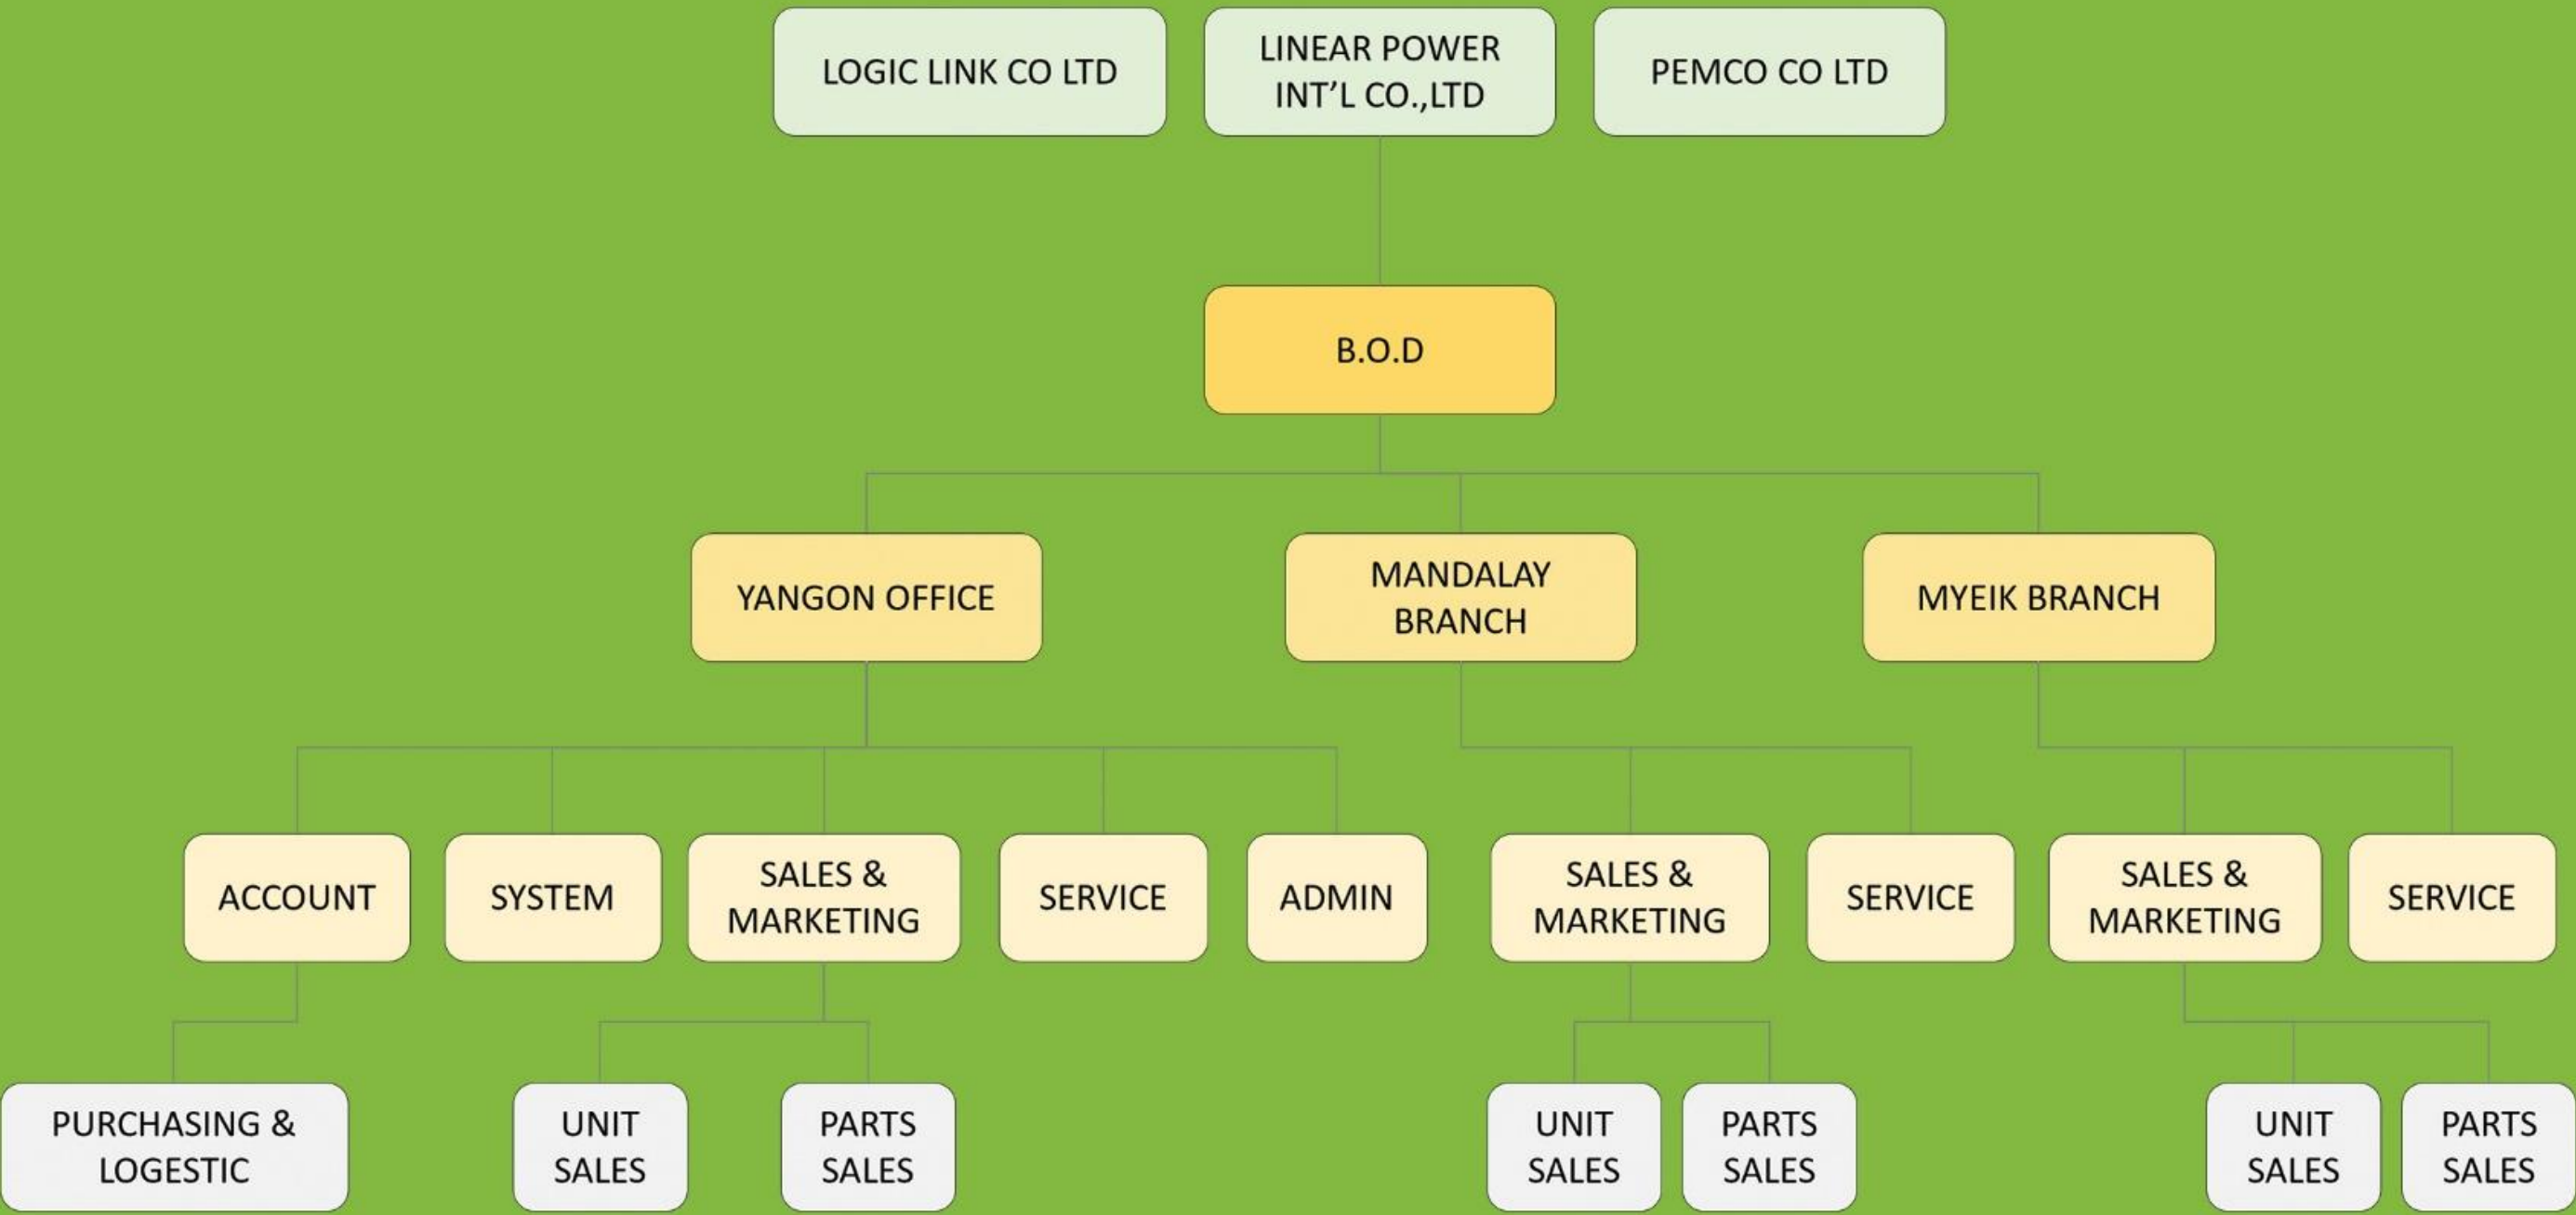 LOGIC LINK CO LTD
LINEAR POWER
INT’L CO.,LTD
PEMCO CO LTD
B.O.D
YANGON OFFICE
MANDALAY
BRANCH
MYEIK BRANCH
ACCOUNT
SYSTEM
SALES &
MARKETING
SERVICE
ADMIN
SALES &
MARKETING
SERVICE
SALES &
MARKETING
SERVICE
PURCHASING &
LOGESTIC
UNIT
SALES
PARTS
SALES
UNIT
SALES
PARTS
SALES
UNIT
SALES
PARTS
SALES